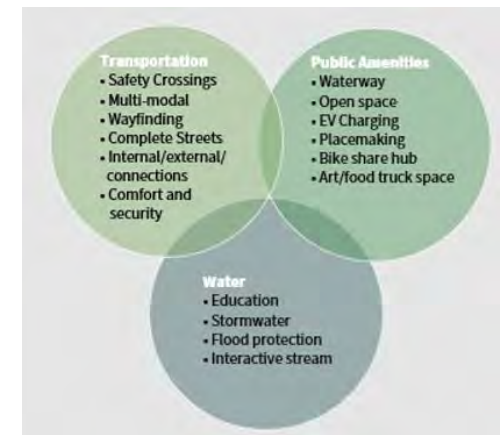 Transportation
• Safety Crossings
• Multi-modal
• Wayfinding
• Complete Streets
• Internal/external/
connections
• Comfort and
security
Public Amenities
• Waterway
• Open space
• EV Charging
• Placemaking
• Bike share hub
• Art/food truck space
Water
• Education
• Stormwater
• Flood protection
• Interactive stream